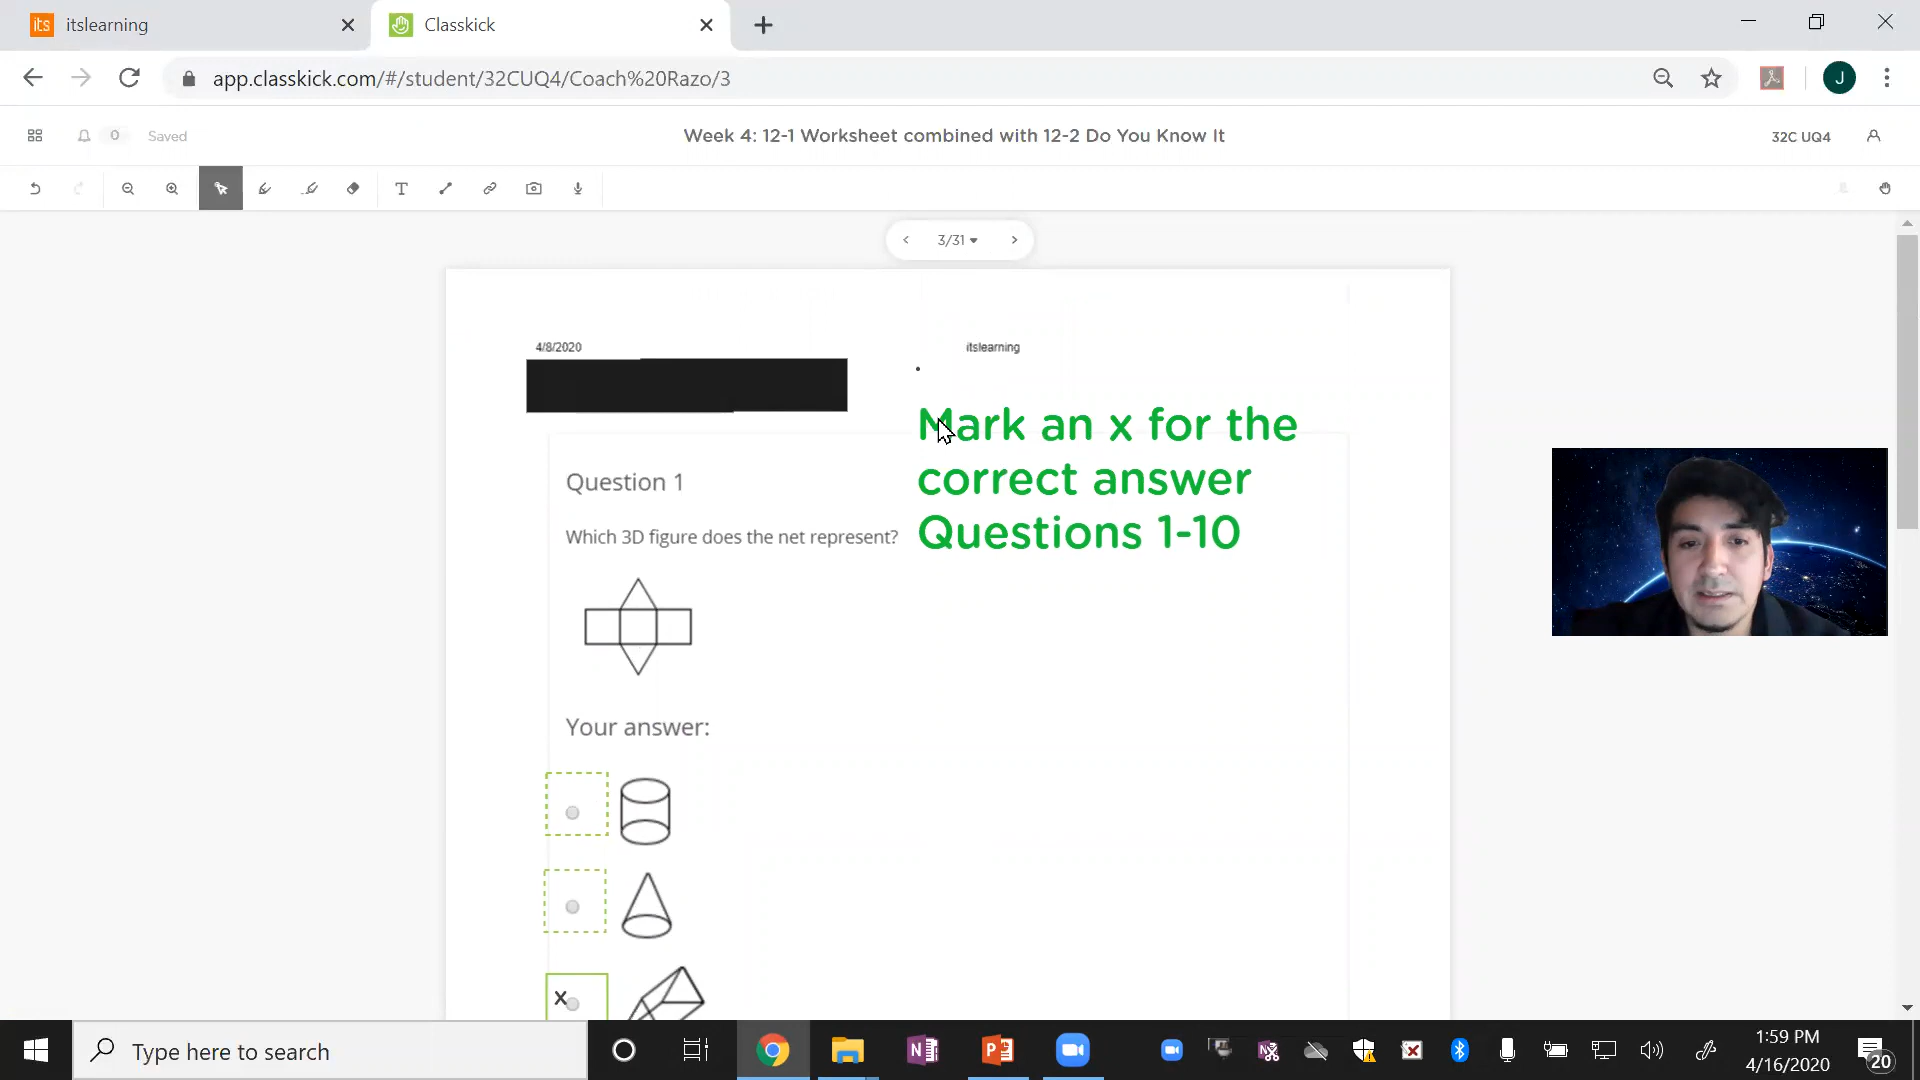 its itslearning
Classkick
app.classkick.com/#/student/32CUQ4/Coach%20Razo/3
J
0 Saved
Week 4: 12-1 Worksheet combined with 12-2 Do You Know It
32C UQ4
T
3/31
4/8/2020
itslearning
Mark an x for the
correct answer
Questions 1-10
Question 1
Which 3D figure does the net represent?
Your answer:
x
Type here to search
1:59 PM
4/16/2020
20